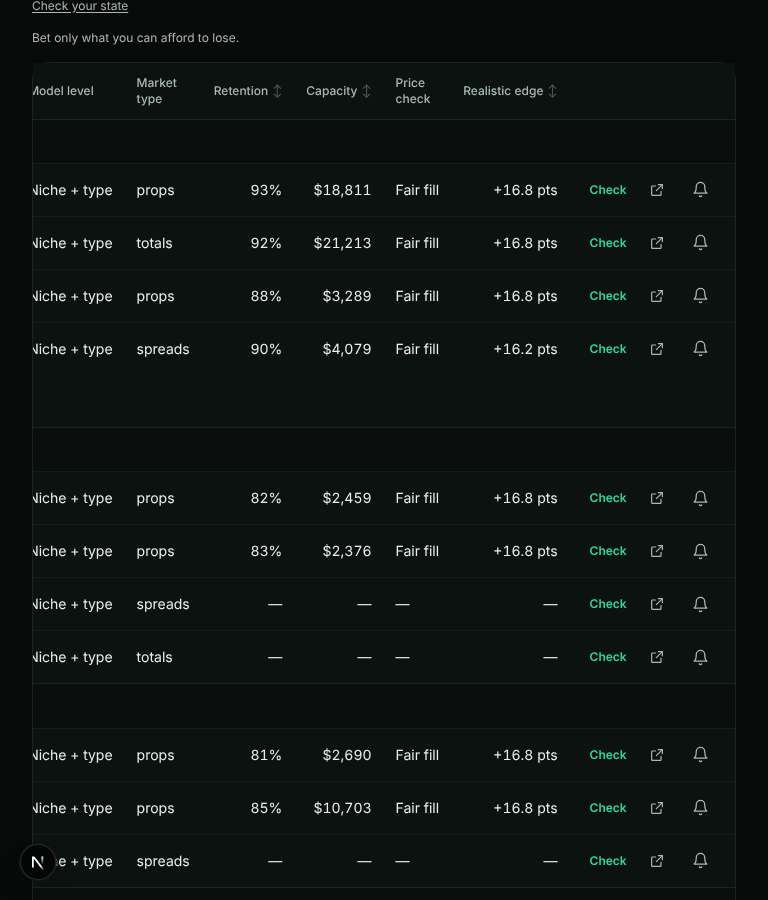 Check your state
Bet only what you can afford to lose.
Model level Market type Retention Capacity Price check Realistic edge
Niche + type props 93% $18,811 Fair fill +16.8 pts Check
Niche + type totals 92% $21,213 Fair fill +16.8 pts Check
Niche + type props 88% $3,289 Fair fill +16.8 pts Check
Niche + type spreads 90% $4,079 Fair fill +16.2 pts Check
Niche + type props 82% $2,459 Fair fill +16.8 pts Check
Niche + type props 83% $2,376 Fair fill +16.8 pts Check
Niche + type spreads — — — — Check
Niche + type totals — — — — Check
Niche + type props 81% $2,690 Fair fill +16.8 pts Check
Niche + type props 85% $10,703 Fair fill +16.8 pts Check
N he + type spreads — — — — Check